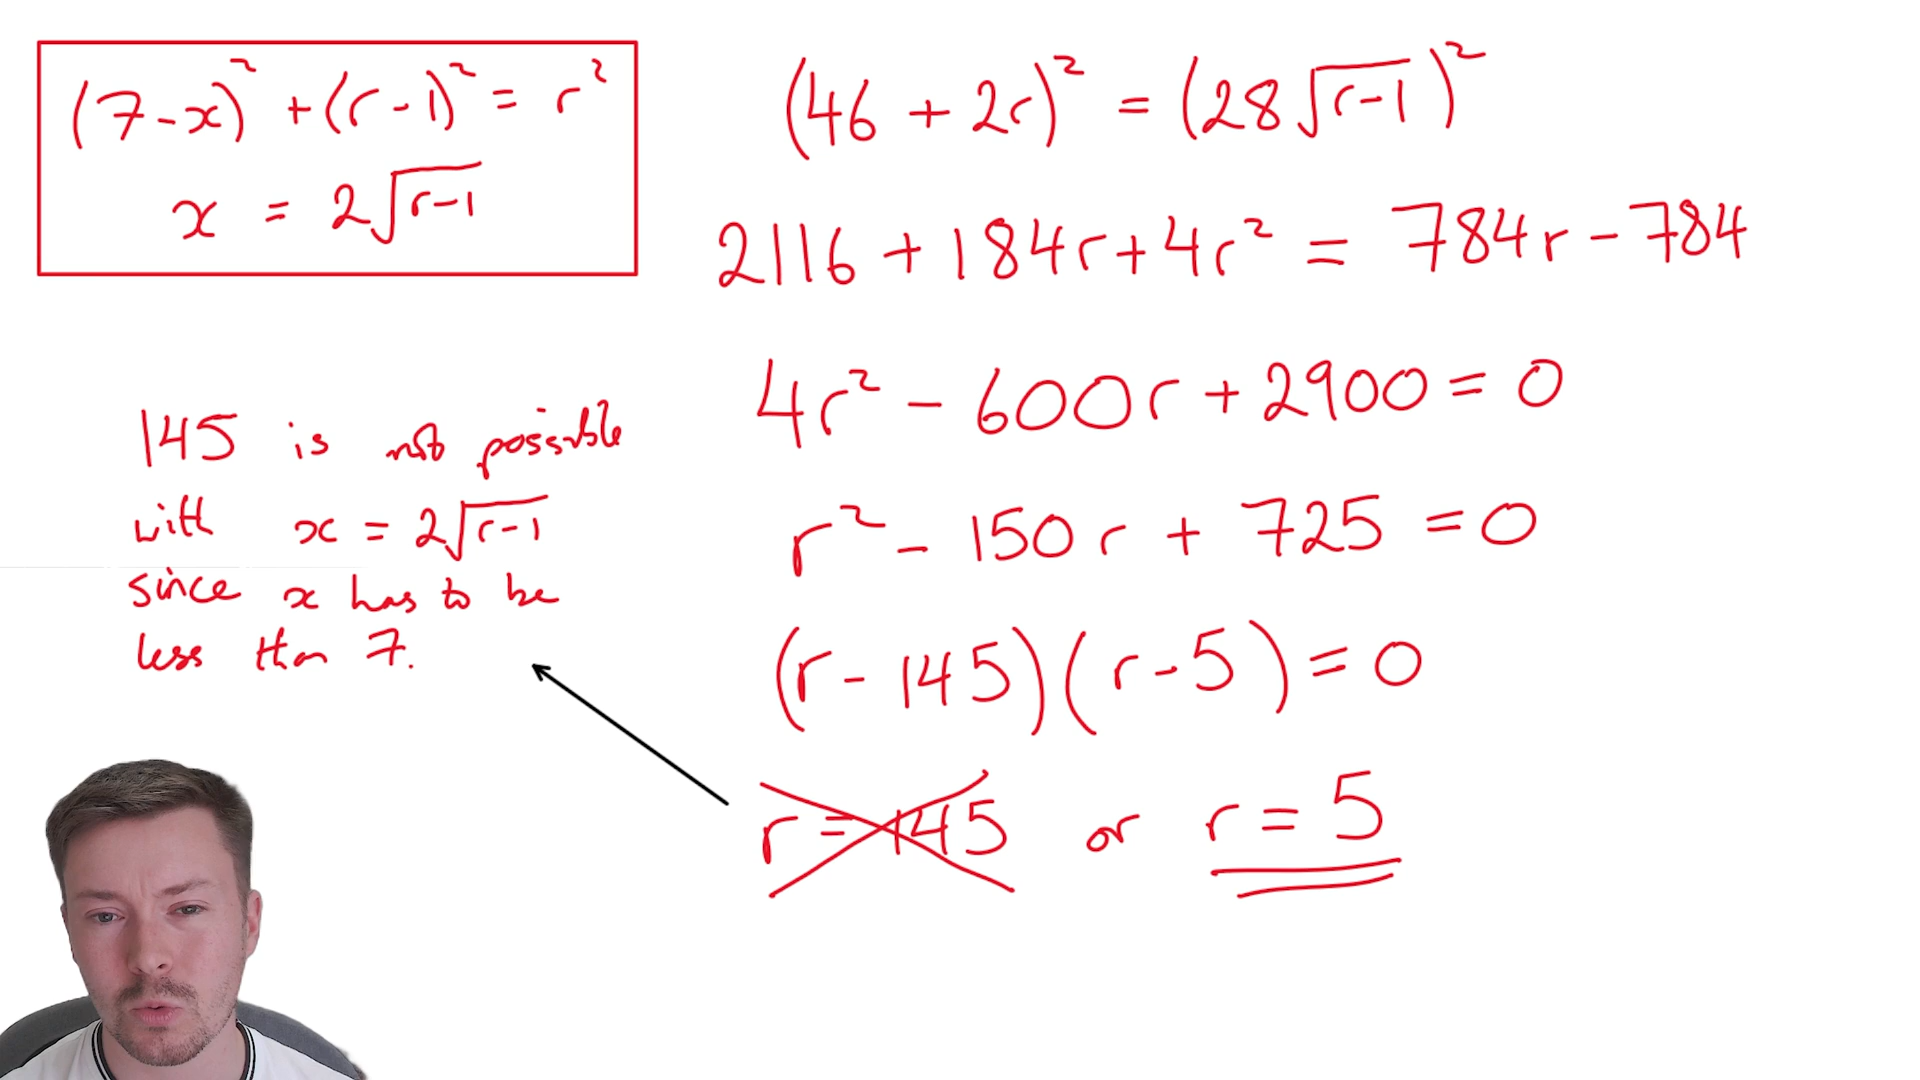 (7-x)² + (r-1)² = r²
x = 2√(r-1)
(46 + 2r)² = (28√(r-1))²
2116 + 184r + 4r² = 784r - 784
4r² - 600r + 2900 = 0
r² - 150r + 725 = 0
(r - 145)(r - 5) = 0
r = 145 or r = 5
145 is not possible
with x = 2√(r-1)
since x has to be
less than 7.